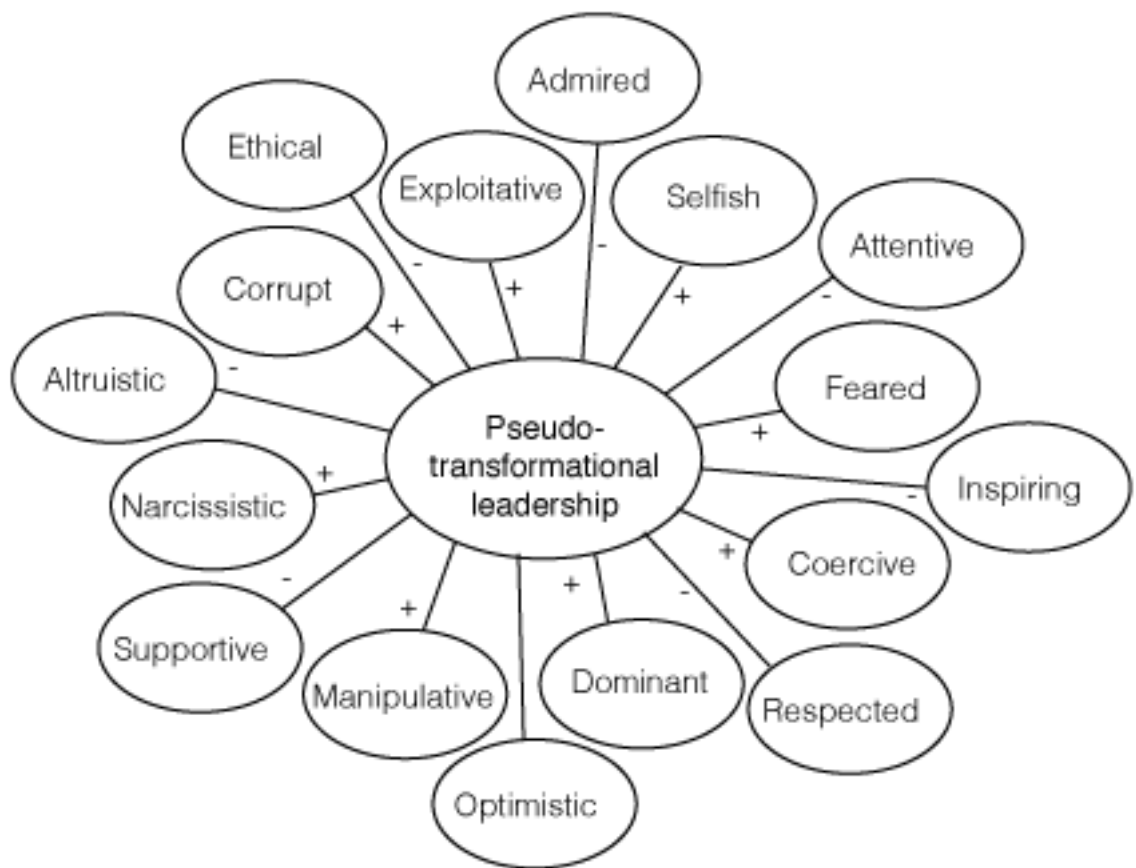 Admired
Ethical
Exploitative
Selfish
Attentive
-
-
Corrupt
+
+
-
+
Altruistic
-
Feared
Pseudo-
transformational
leadership
+
Narcissistic
+
Inspiring
-
Coercive
+
Supportive
-
+
+
-
Manipulative
Dominant
Respected
Optimistic